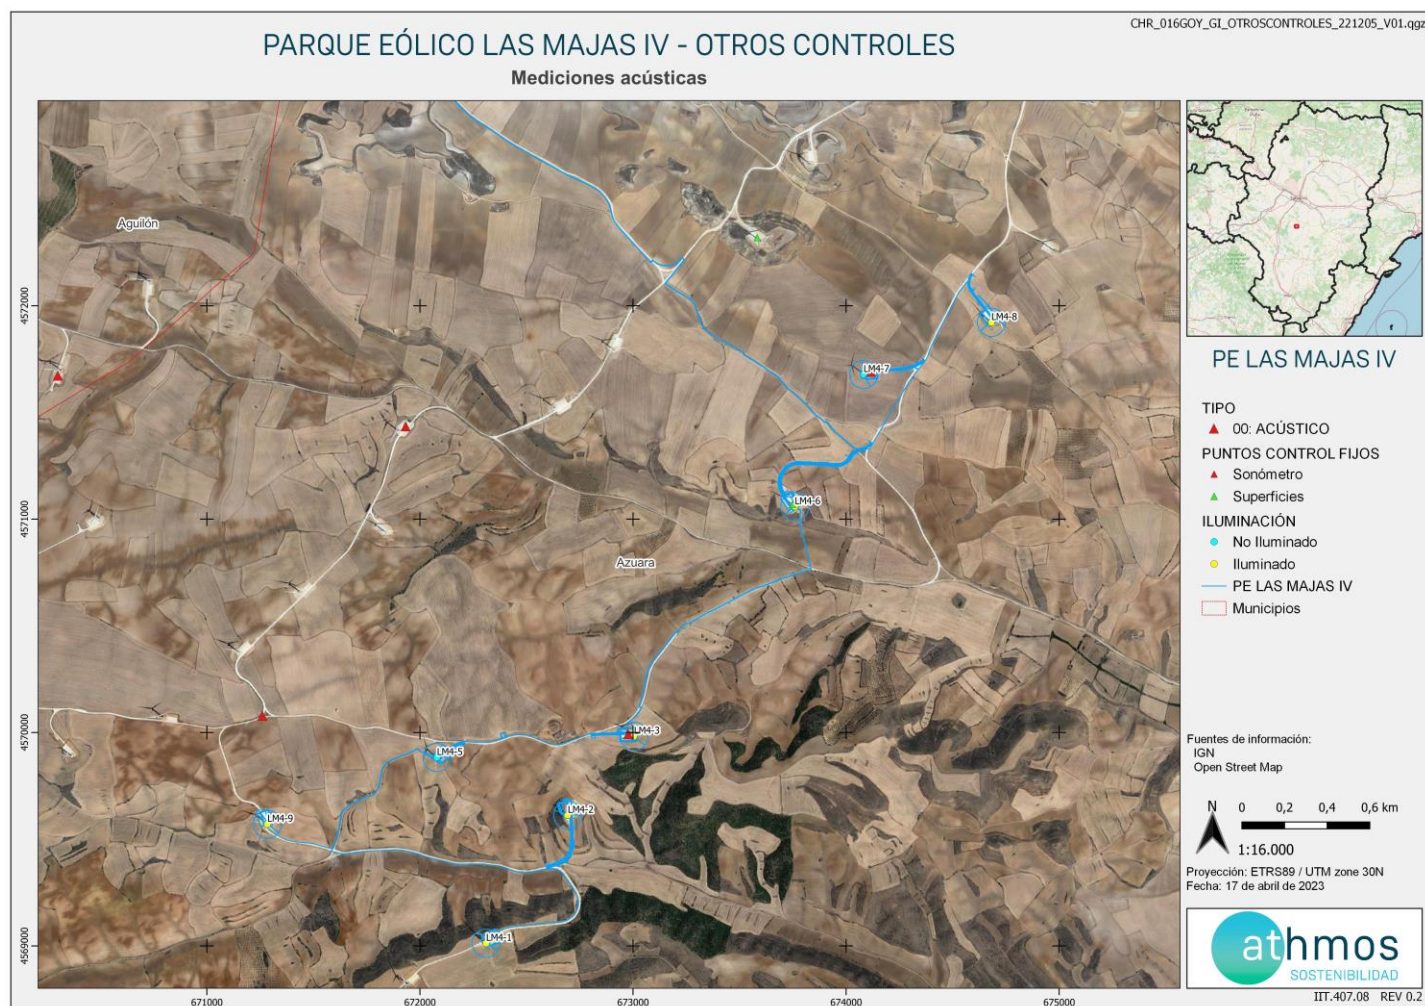 CHR_016GOY_GI_OTROSCONTROLES_221205_V01.qgz
PARQUE EÓLICO LAS MAJAS IV - OTROS CONTROLES
Mediciones acústicas
Aguilón
Azuara
LM4-8
LM4-7
LM4-6
LM4-3
LM4-5
LM4-2
LM4-9
LM4-1
4572000
4571000
4570000
4569000
671000
672000
673000
674000
675000
PE LAS MAJAS IV
TIPO
00: ACÚSTICO
PUNTOS CONTROL FIJOS
Sonómetro
Superficies
ILUMINACIÓN
No Iluminado
Iluminado
PE LAS MAJAS IV
Municipios
Fuentes de información:
IGN
Open Street Map
N
0 0,2 0,4 0,6 km
1:16.000
Proyección: ETRS89 / UTM zone 30N
Fecha: 17 de abril de 2023
athmos
SOSTENIBILIDAD
IIT.407.08 REV 0.2